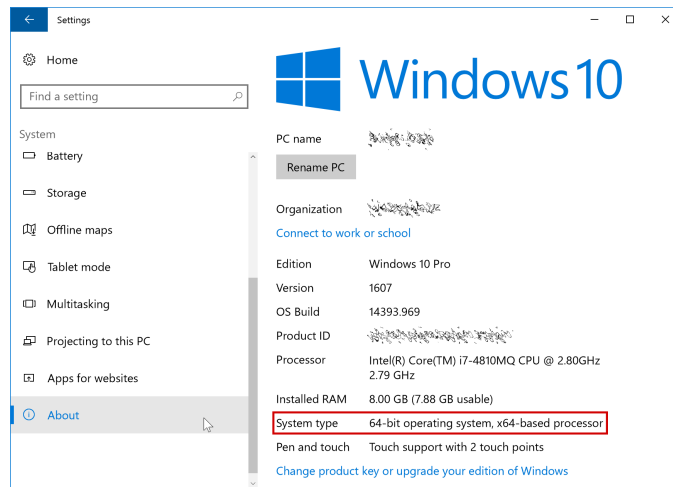 Settings
Home
Find a setting
System
Battery
Storage
Offline maps
Tablet mode
Multitasking
Projecting to this PC
Apps for websites
About
Windows 10
PC name
Rename PC
Organization
Connect to work or school
Edition Windows 10 Pro
Version 1607
OS Build 14393.969
Product ID
Processor Intel(R) Core(TM) i7-4810MQ CPU @ 2.80GHz
2.79 GHz
Installed RAM 8.00 GB (7.88 GB usable)
System type 64-bit operating system, x64-based processor
Pen and touch Touch support with 2 touch points
Change product key or upgrade your edition of Windows